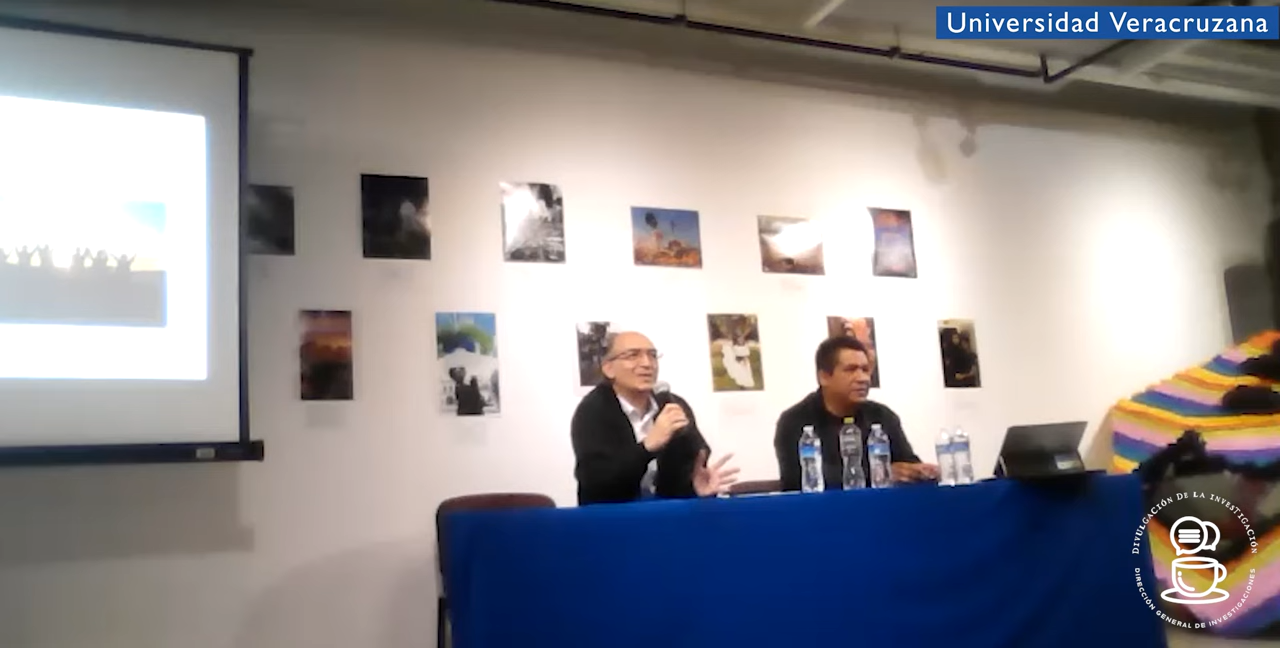 Universidad Veracruzana
DIVULGACIÓN DE LA INVESTIGACIÓN
DIRECCIÓN GENERAL DE INVESTIGACIONES